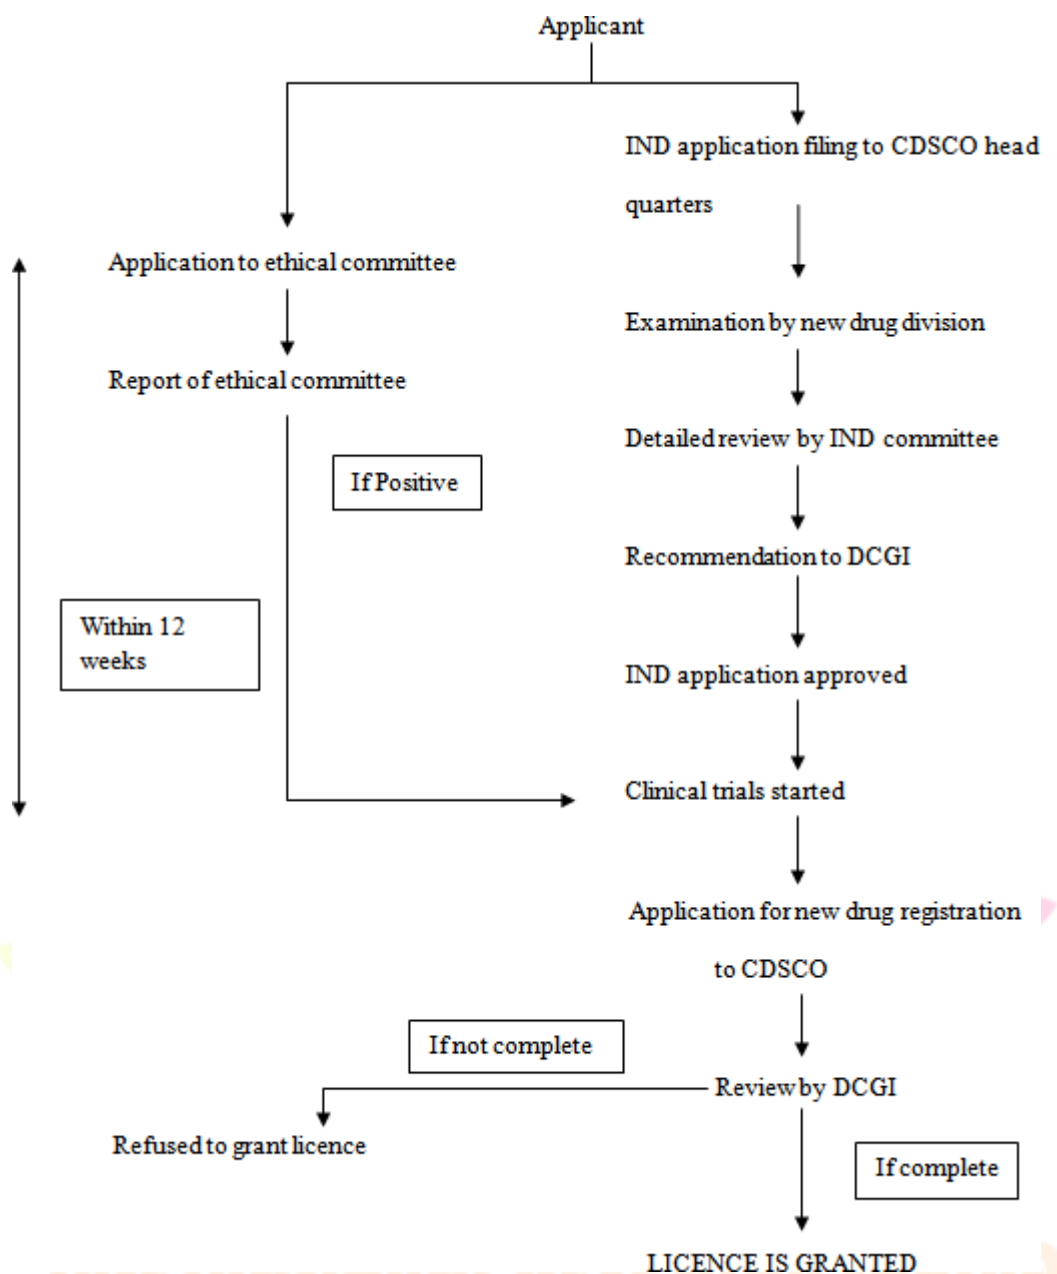 Applicant
IND application filing to CDSCO head
quarters
Application to ethical committee
Examination by new drug division
Report of ethical committee
Detailed review by IND committee
If Positive
Recommendation to DCGI
Within 12
weeks
IND application approved
Clinical trials started
Application for new drug registration
to CDSCO
If not complete
Review by DCGI
Refused to grant licence
If complete
LICENCE IS GRANTED